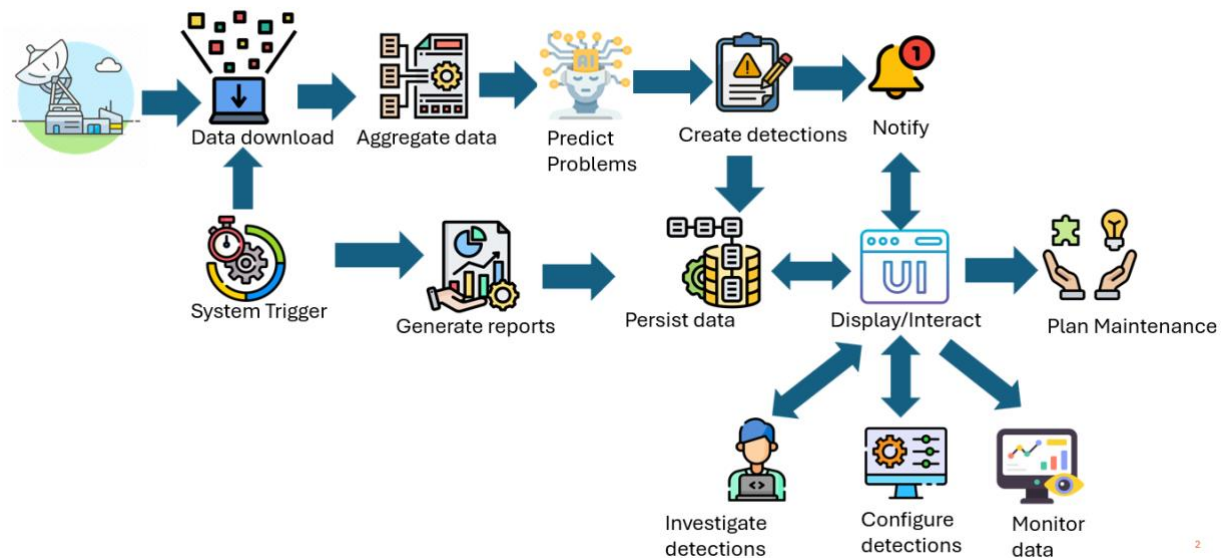 AI
1
Data download
Aggregate data
Predict
Problems
Create detections
Notify
UI
System Trigger
Generate reports
Persist data
Display/Interact
Plan Maintenance
Investigate
detections
Configure
detections
Monitor
data
2